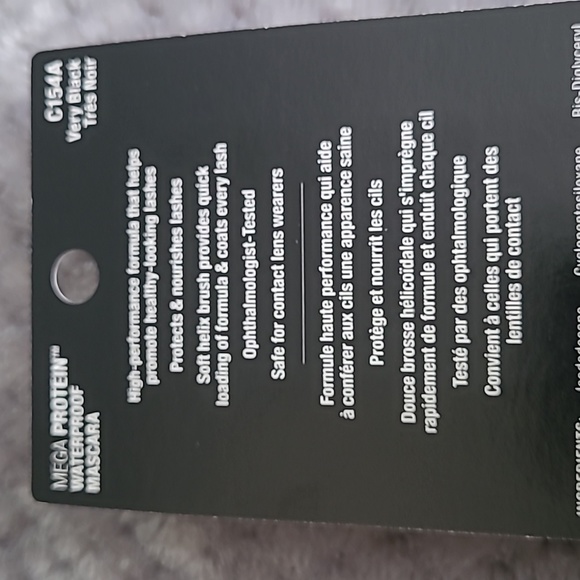 MEGA PROTEIN™
WATERPROOF
MASCARA
C154A
Very Black
Très Noir
High-performance formula that helps
promote healthy-looking lashes
Protects & nourishes lashes
Soft helix brush provides quick
loading of formula & coats every lash
Ophthalmologist-Tested
Safe for contact lens wearers
Formule haute performance qui aide
à conférer aux cils une apparence saine
Protège et nourrit les cils
Douce brosse hélicoïdale qui s'imprègne
rapidement de formule et enduit chaque cil
Testé par des ophtalmologique
Convient à celles qui portent des
lentilles de contact